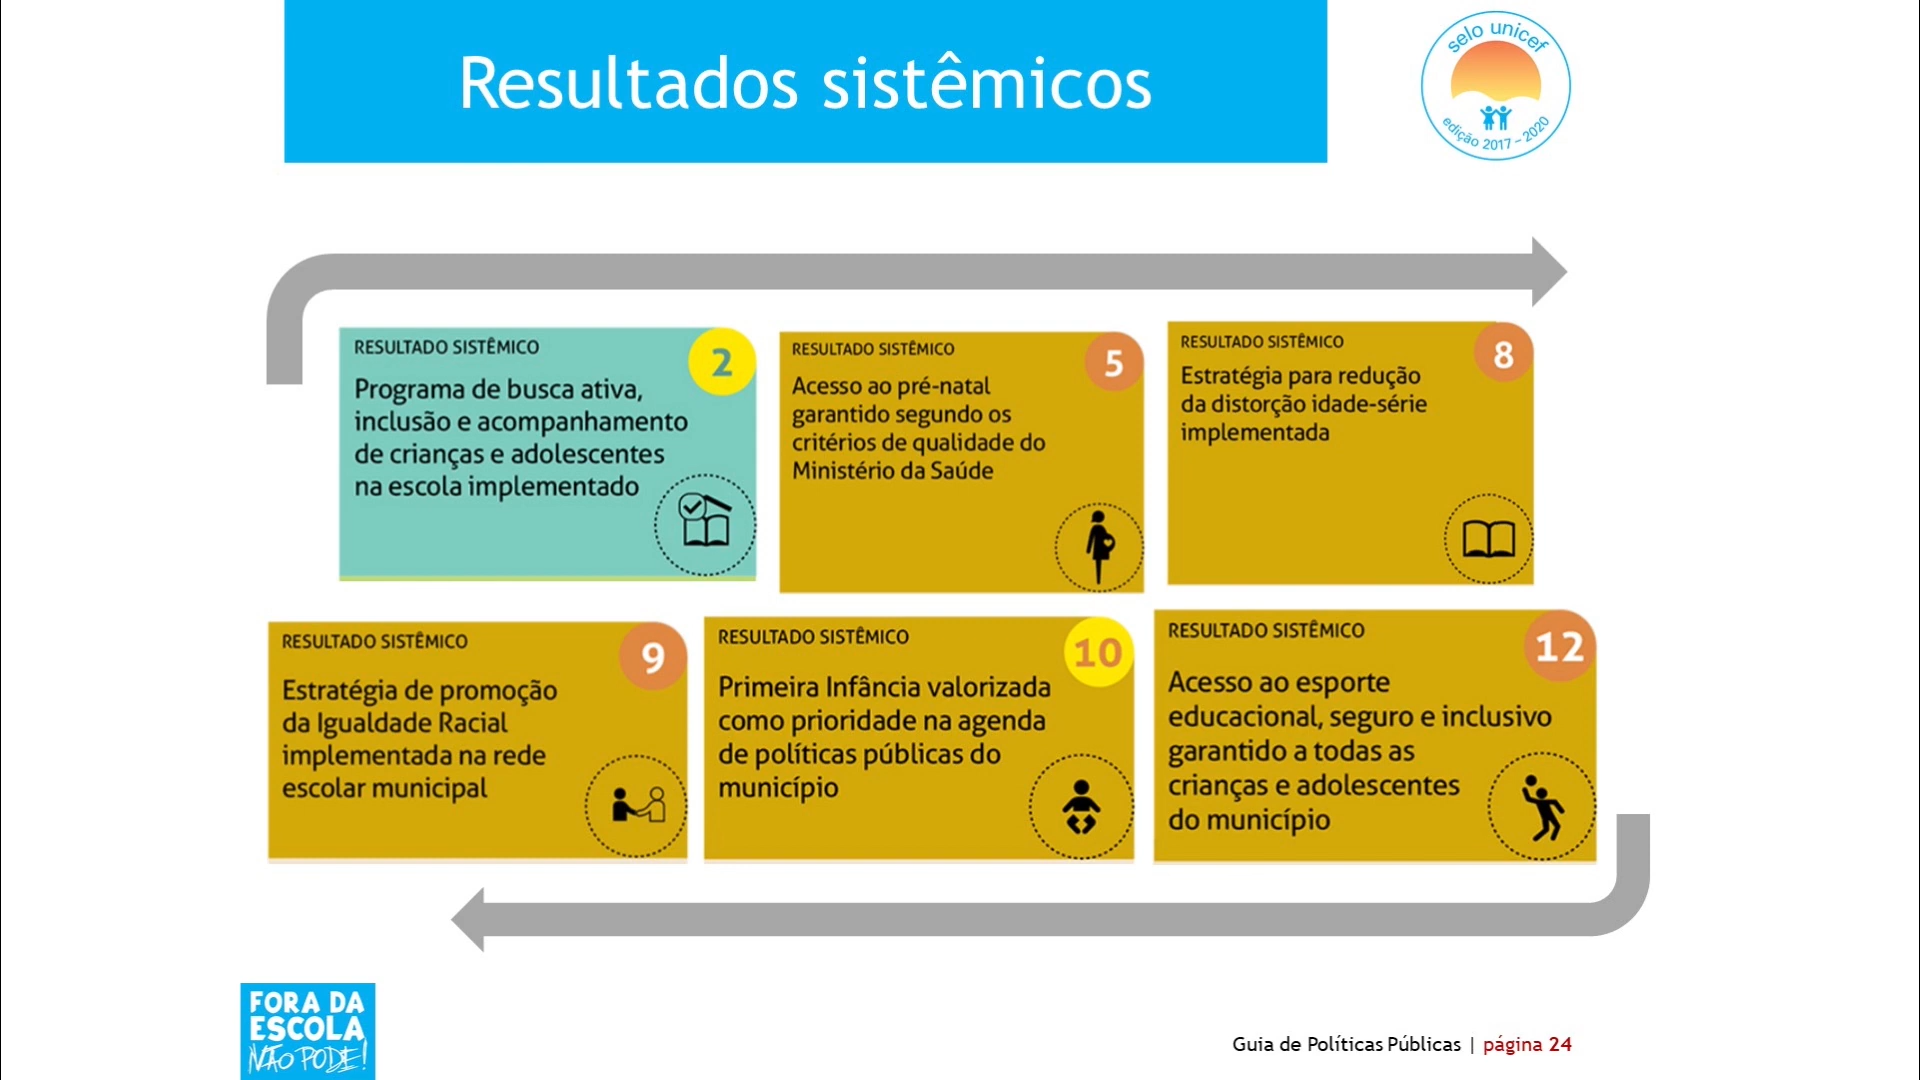 Resultados sistêmicos
selo unicef
edição 2017 - 2020
RESULTADO SISTÊMICO
2
Programa de busca ativa,
inclusão e acompanhamento
de crianças e adolescentes
na escola implementado
RESULTADO SISTÊMICO
5
Acesso ao pré-natal
garantido segundo os
critérios de qualidade do
Ministério da Saúde
RESULTADO SISTÊMICO
8
Estratégia para redução
da distorção idade-série
implementada
RESULTADO SISTÊMICO
9
Estratégia de promoção
da Igualdade Racial
implementada na rede
escolar municipal
RESULTADO SISTÊMICO
10
Primeira Infância valorizada
como prioridade na agenda
de políticas públicas do
município
RESULTADO SISTÊMICO
12
Acesso ao esporte
educacional, seguro e inclusivo
garantido a todas as
crianças e adolescentes
do município
FORA DA
ESCOLA
NÃO PODE!
Guia de Políticas Públicas | página 24